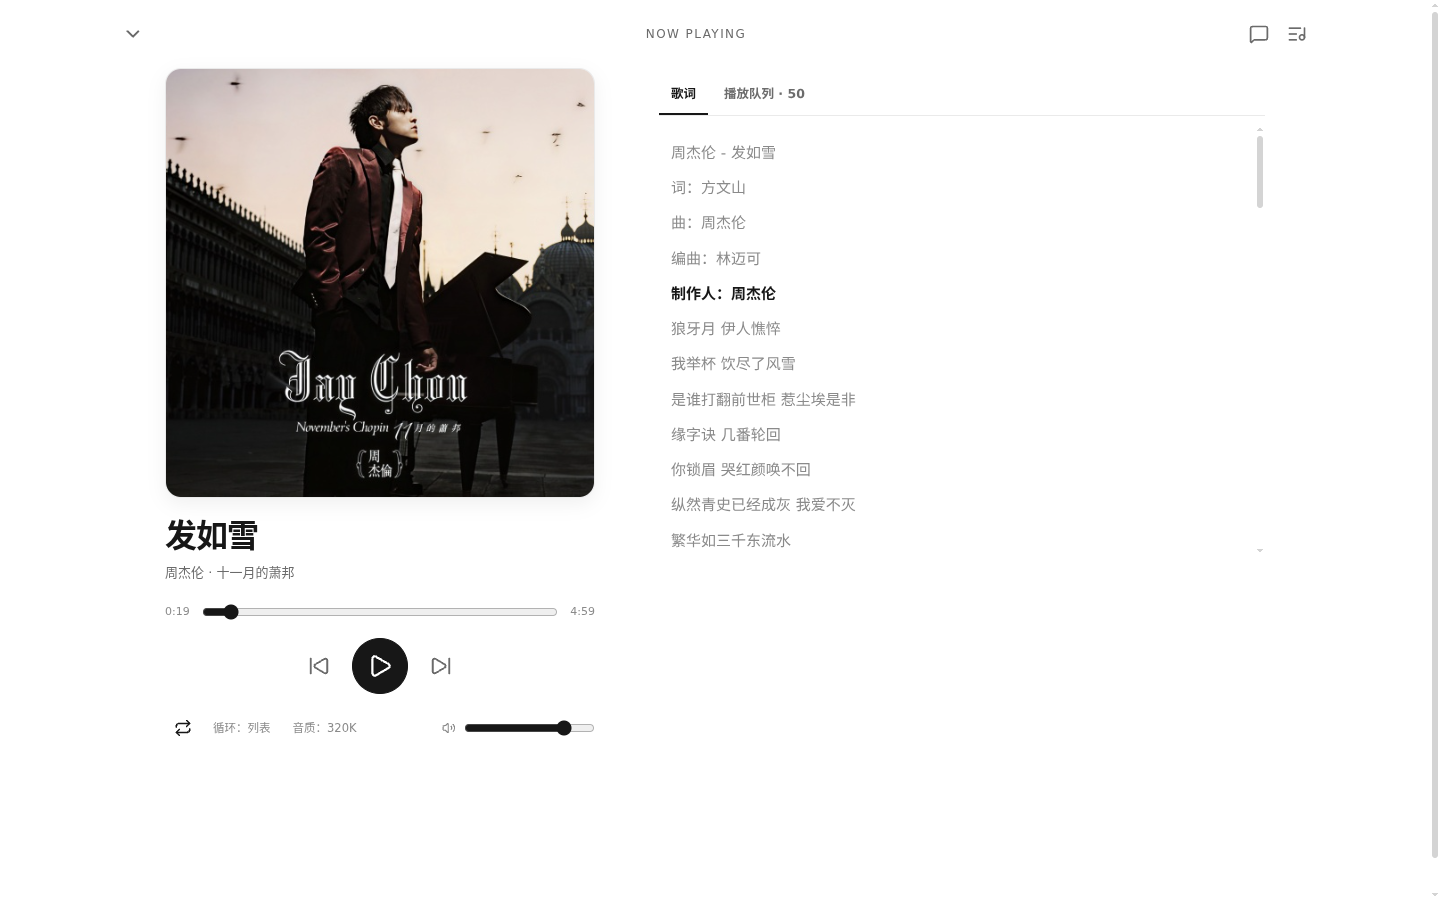 NOW PLAYING
Jay Chou
November's Chopin 11月的蕭邦
周杰倫
发如雪
周杰伦 · 十一月的萧邦
0:19
4:59
循环：列表
音质：320K
歌词
播放队列 · 50
周杰伦 - 发如雪
词：方文山
曲：周杰伦
编曲：林迈可
制作人：周杰伦
狼牙月 伊人憔悴
我举杯 饮尽了风雪
是谁打翻前世柜 惹尘埃是非
缘字诀 几番轮回
你锁眉 哭红颜唤不回
纵然青史已经成灰 我爱不灭
繁华如三千东流水